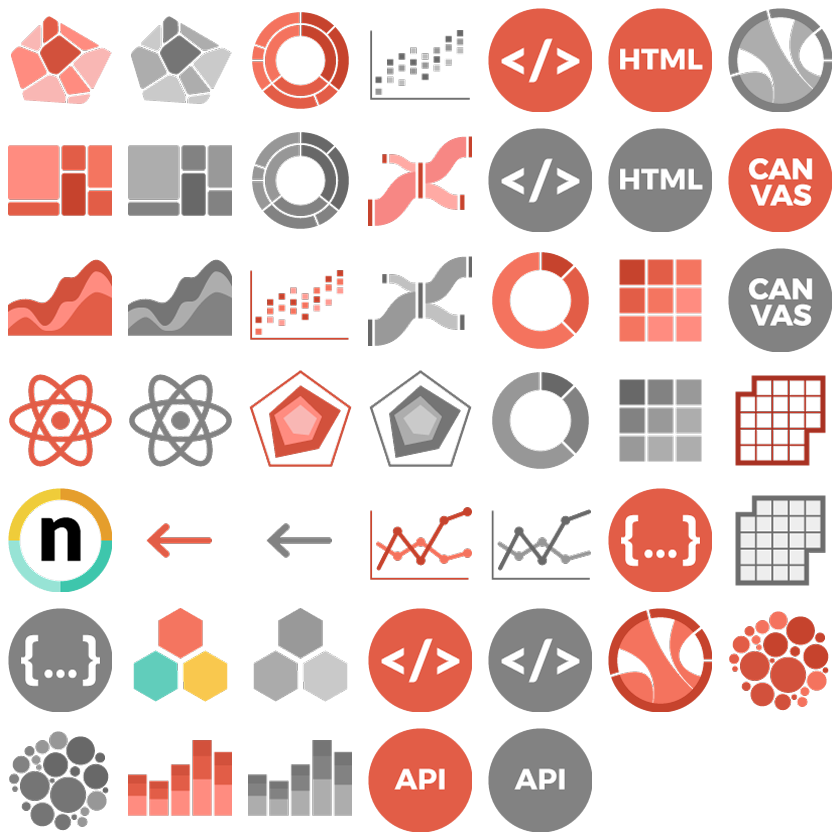 </> HTML
</> HTML CAN
VAS
CAN
VAS
n {...}
{...} </> </>
API API